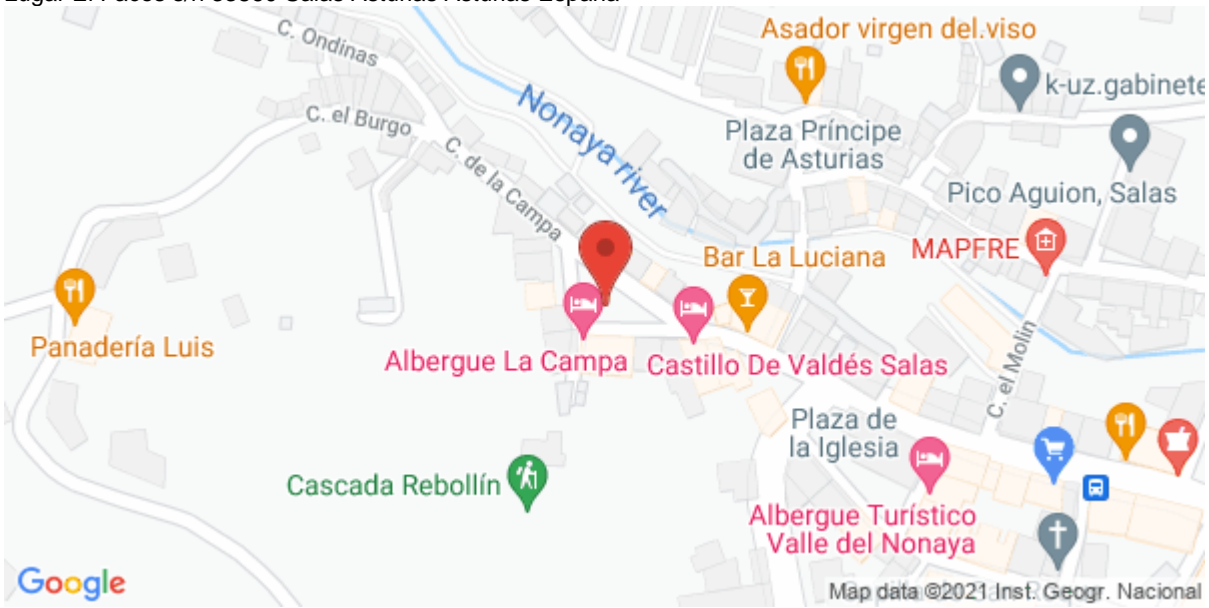 Asador virgen del.viso
C. Ondinas
k-uz.gabinete
C. el Burgo
Nonaya river
Plaza Príncipe
de Asturias
C. de la Campa
Pico Aguion, Salas
MAPFRE
Bar La Luciana
Panadería Luis
Albergue La Campa
Castillo De Valdés Salas
C. el Molin
Plaza de
la Iglesia
Cascada Rebollín
Albergue Turístico
Valle del Nonaya
Google
Map data ©2021 Inst. Geogr. Nacional